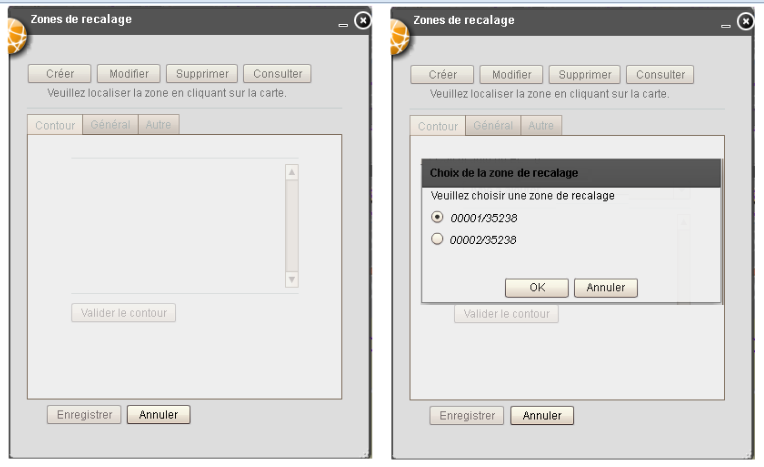 Zones de recalage
Créer Modifier Supprimer Consulter
Veuillez localiser la zone en cliquant sur la carte.
Contour Général Autre
Valider le contour
Enregistrer Annuler
Zones de recalage
Créer Modifier Supprimer Consulter
Veuillez localiser la zone en cliquant sur la carte.
Contour Général Autre
Choix de la zone de recalage
Veuillez choisir une zone de recalage
00001/35238
00002/35238
OK Annuler
Valider le contour
Enregistrer Annuler